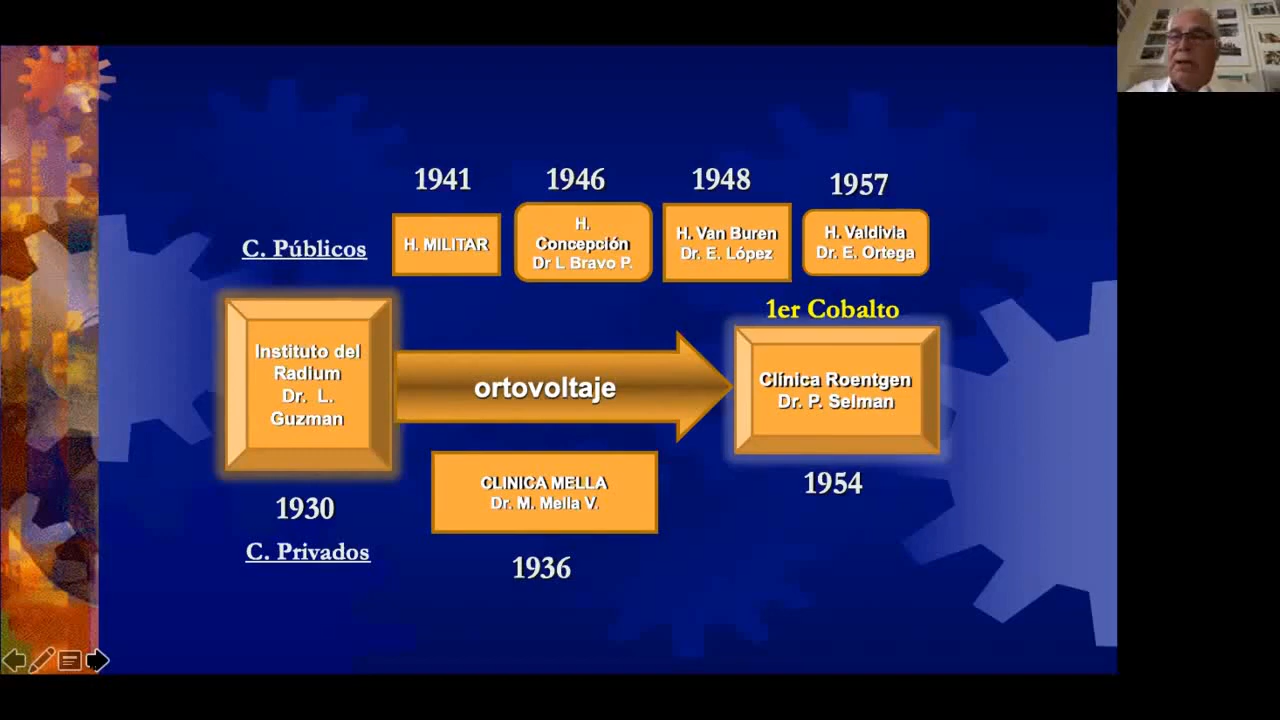 1941
1946
1948
1957
C. Públicos
H. MILITAR
H.
Concepción
Dr L Bravo P.
H. Van Buren
Dr. E. López
H. Valdivia
Dr. E. Ortega
1er Cobalto
Instituto del
Radium
Dr. L.
Guzman
ortovoltaje
Clínica Roentgen
Dr. P. Selman
1930
CLINICA MELLA
Dr. M. Mella V.
1954
C. Privados
1936